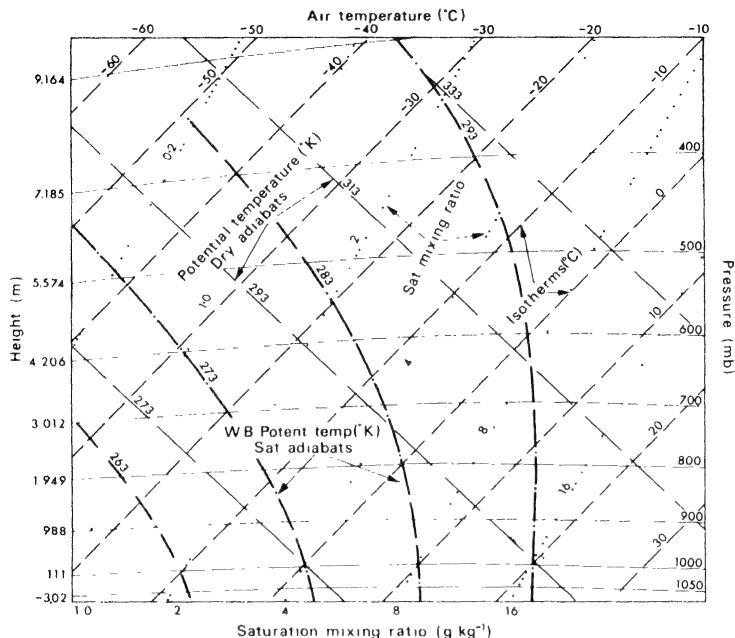 Air temperature (°C)
-60 -50 -40 -30 -20 -10
-60 -50 -40 -30 -20 -10
9.164
7.185
5.574
4 206
3 012
1 949
988
111
-302
Height (m)
400
500
600
700
800
900
1000
1050
Pressure (mb)
333
293
0.2
Potential temperature (°K)
Dry adiabats
313
Sat mixing ratio
0
2
283
Isotherms(°C)
1.0
293
10
4
273
273
8
20
W B Potent temp(°K)
Sat adiabats
263
16
30
1 0 2 4 8 16
Saturation mixing ratio (g kg⁻¹)